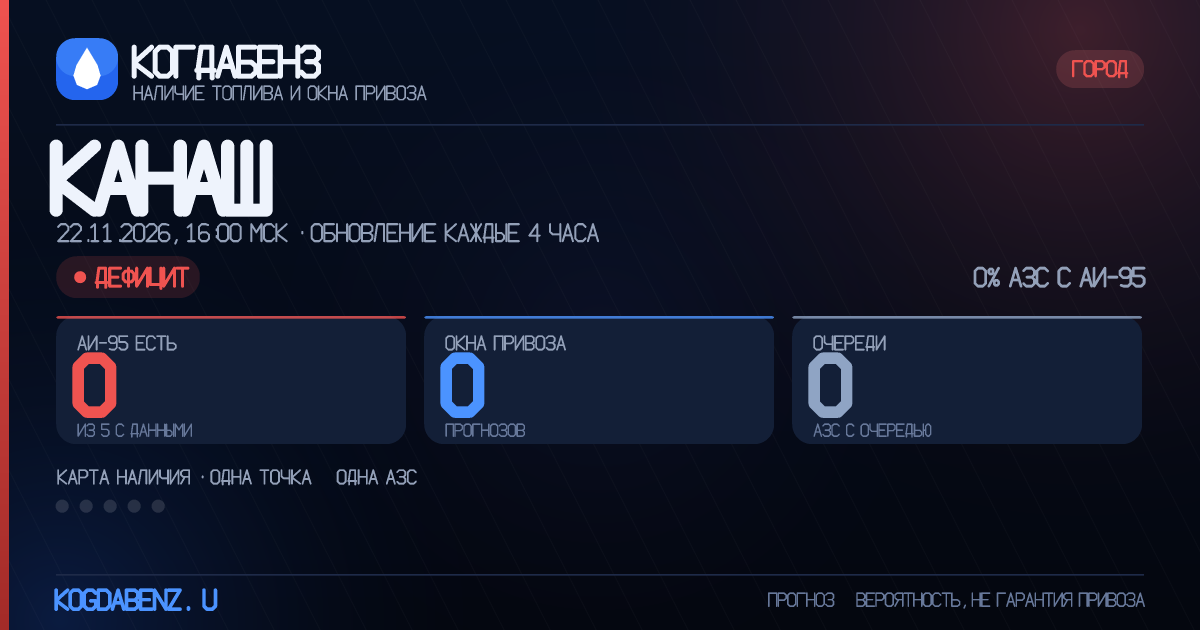 КОГДАБЕНЗ
НАЛИЧИЕ ТОПЛИВА И ОКНА ПРИВОЗА
ГОРОД
КАНАШ
22.11.2026, 16:00 МСК · ОБНОВЛЕНИЕ КАЖДЫЕ 4 ЧАСА
ДЕФИЦИТ
0% АЗС С АИ-95
АИ-95 ЕСТЬ
0
ИЗ 5 С ДАННЫМИ
ОКНА ПРИВОЗА
0
ПРОГНОЗОВ
ОЧЕРЕДИ
0
АЗС С ОЧЕРЕДЬЮ
КАРТА НАЛИЧИЯ · ОДНА ТОЧКА ОДНА АЗС
KOGDABENZ. U
ПРОГНОЗ ВЕРОЯТНОСТЬ, НЕ ГАРАНТИЯ ПРИВОЗА